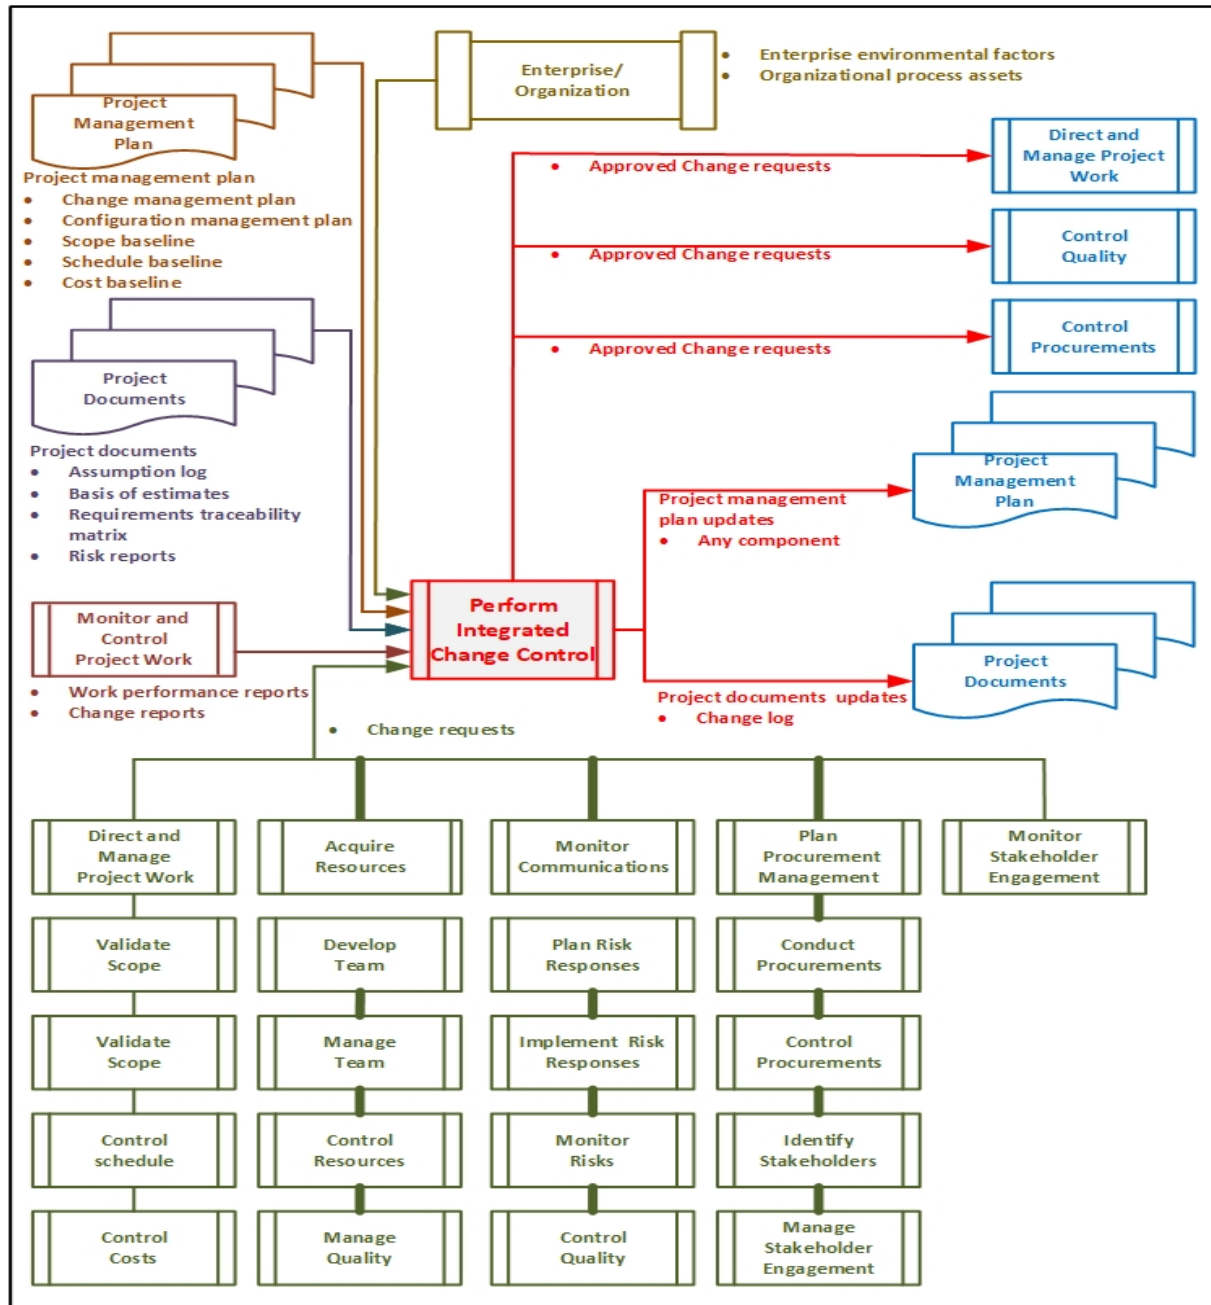 Project
Management
Plan
Project management plan
• Change management plan
• Configuration management plan
• Scope baseline
• Schedule baseline
• Cost baseline
Enterprise/
Organization
• Enterprise environmental factors
• Organizational process assets
• Approved Change requests
Direct and
Manage Project
Work
• Approved Change requests
Control
Quality
• Approved Change requests
Control
Procurements
Project
Documents
Project documents
• Assumption log
• Basis of estimates
• Requirements traceability
matrix
• Risk reports
Project management
plan updates
• Any component
Project
Management
Plan
Monitor and
Control
Project Work
• Work performance reports
• Change reports
Perform
Integrated
Change Control
Project documents updates
• Change log
Project
Documents
• Change requests
Direct and
Manage
Project Work
Acquire
Resources
Monitor
Communications
Plan
Procurement
Management
Monitor
Stakeholder
Engagement
Validate
Scope
Develop
Team
Plan Risk
Responses
Conduct
Procurements
Validate
Scope
Manage
Team
Implement Risk
Responses
Control
Procurements
Control
schedule
Control
Resources
Monitor
Risks
Identify
Stakeholders
Control
Costs
Manage
Quality
Control
Quality
Manage
Stakeholder
Engagement